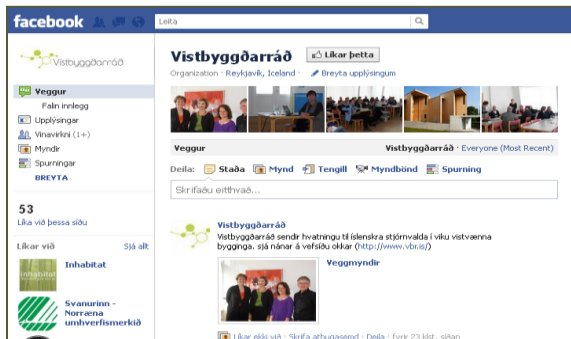 facebook
Leita
Vistbyggðarráð
Vistbyggðarráð
Líkar þetta
Organization · Reykjavík, Iceland · Breyta upplýsingum
Veggur
Falin innlegg
Upplýsingar
Vinavirkni (1+)
Myndir
Spurningar
BREYTA
53
Líka við þessa síðu
Líkar við
Sjá allt
inhabitat
Inhabitat
Svanurinn -
Norræna
umhverfismerkið
Veggur
Vistbyggðarráð · Everyone (Most Recent)
Deila: Staða Mynd Tengill Myndbönd Spurning
Skrifaðu eitthvað...
Vistbyggðarráð
Vistbyggðarráð sendir hvatningu til íslenskra stjórnvalda í viku vistvænna
bygginga. sjá nánar á vefsíðu okkar (http://www.vbr.is/)
Veggmyndir
Líkar ekki við · Skrifa athugasemd · Deila · fyrir 23 kkst. síðan